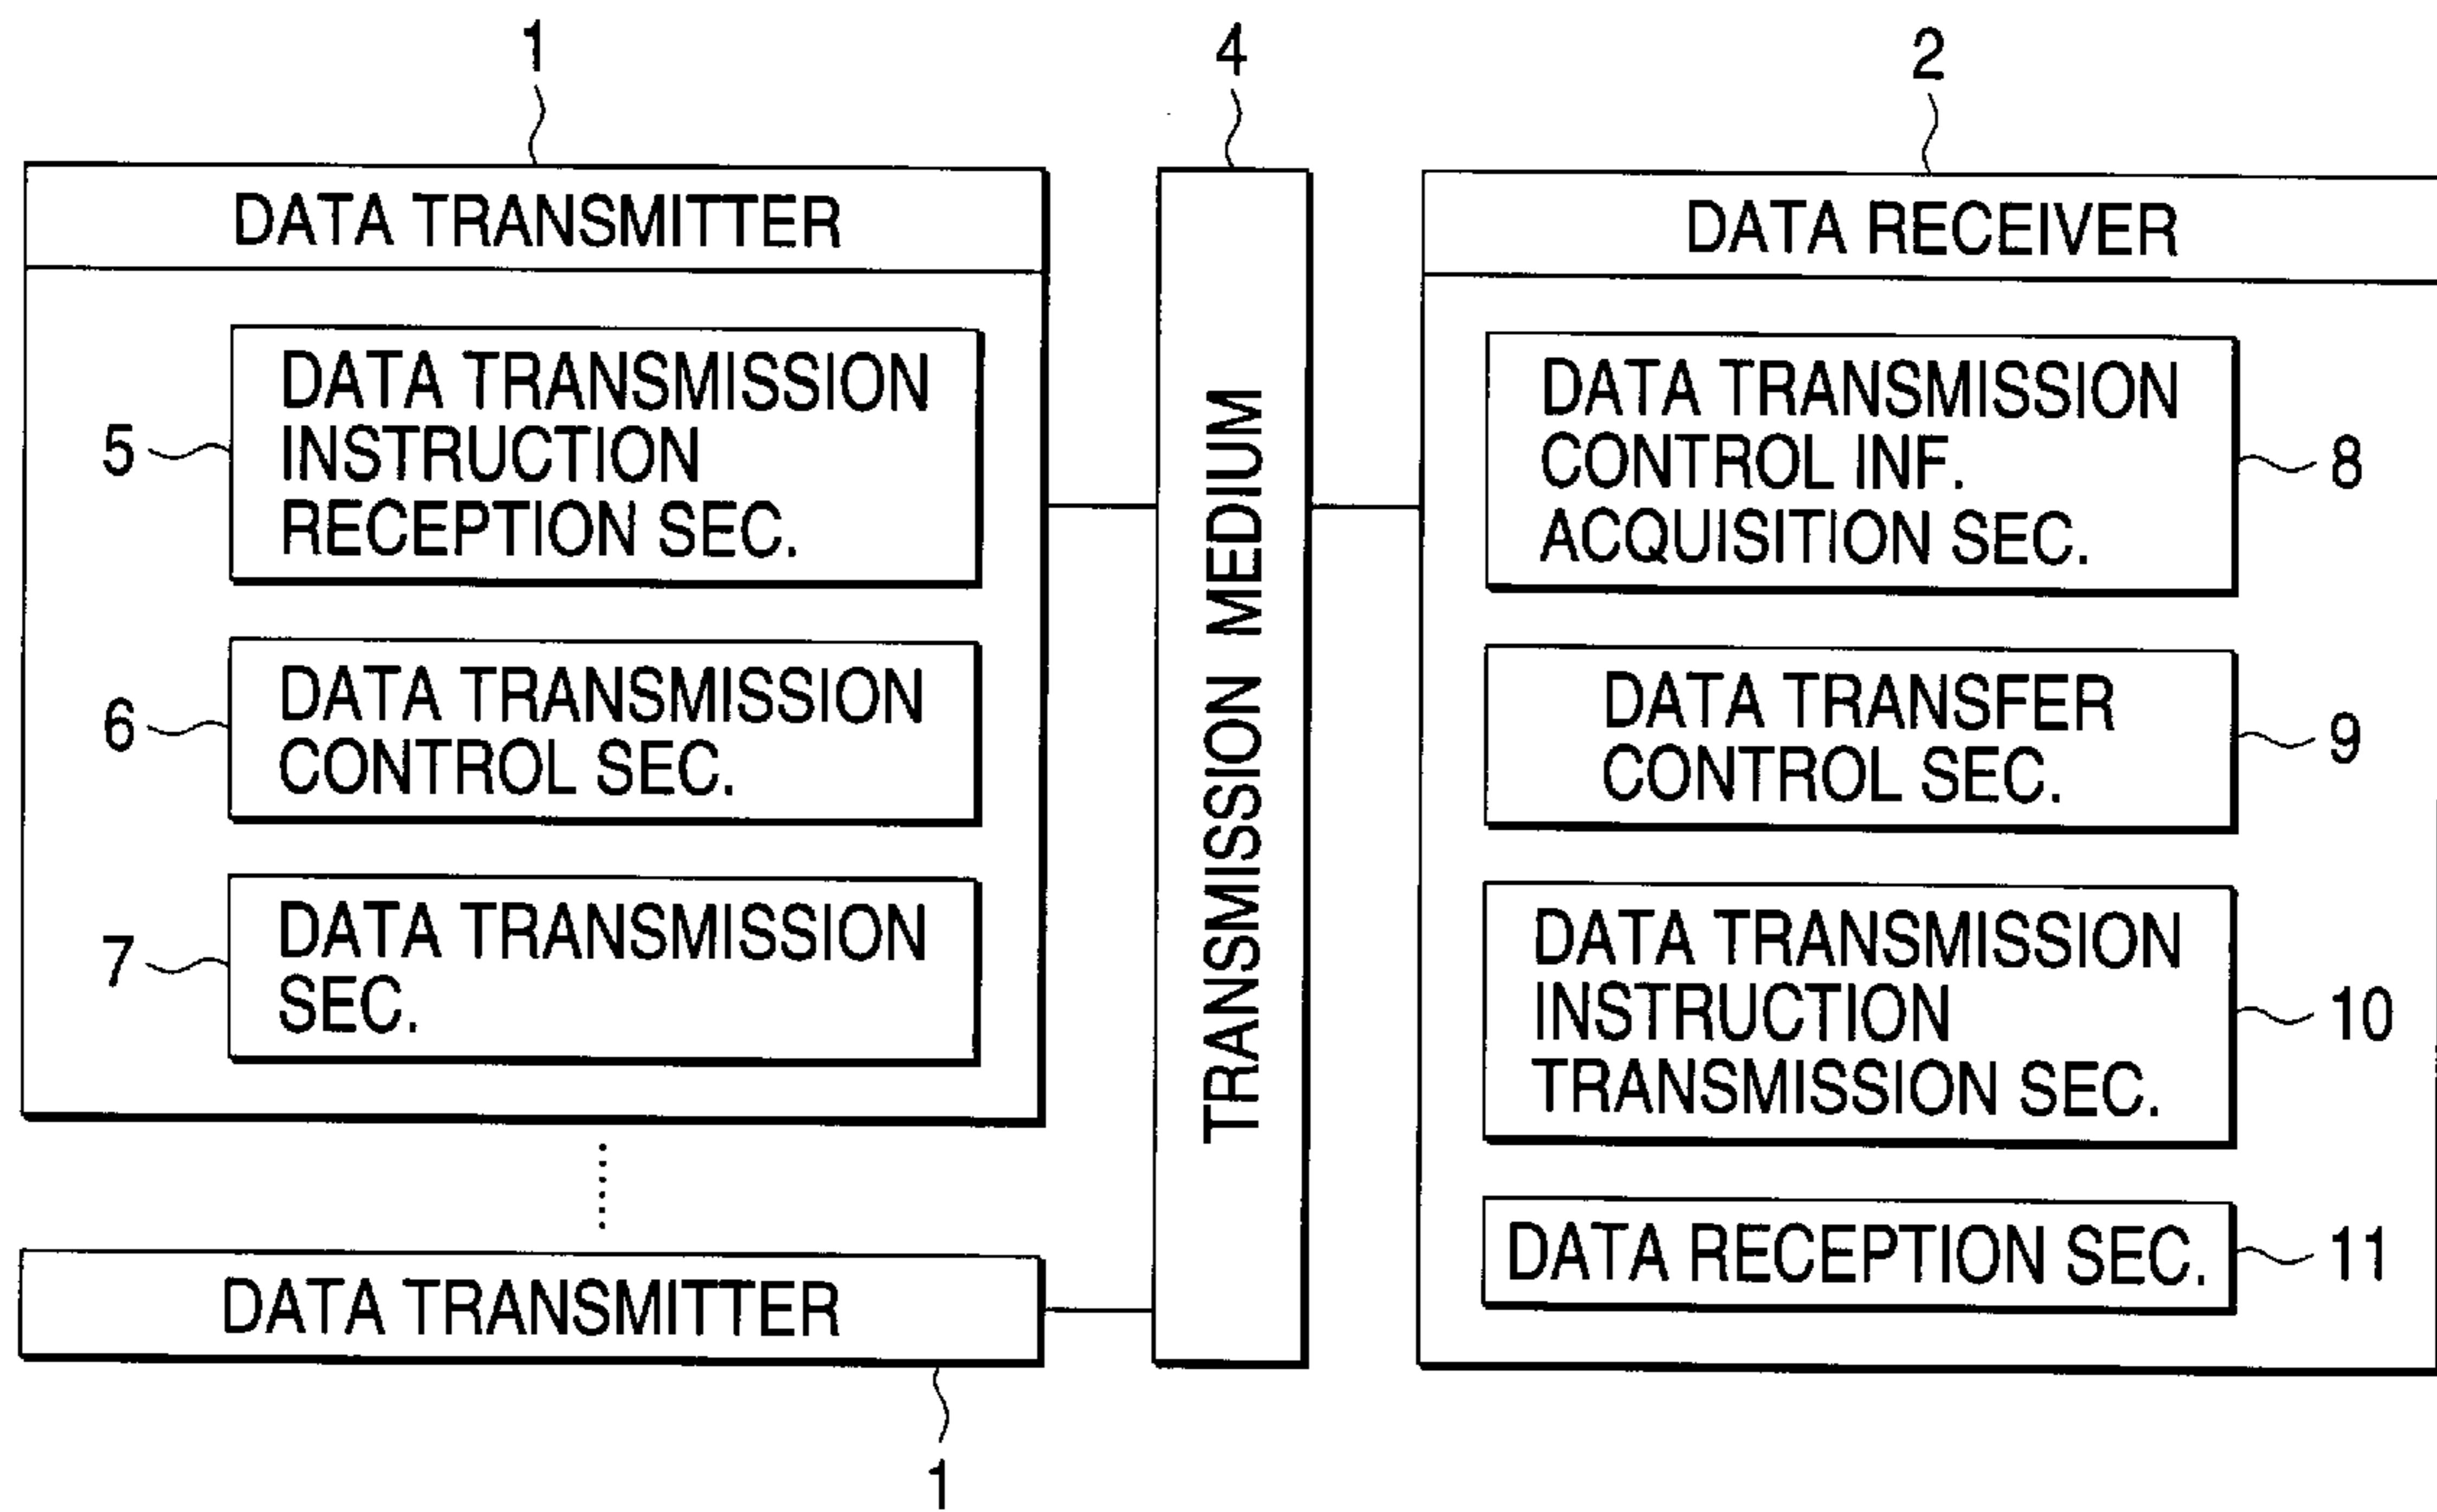 1
4
2
DATA TRANSMITTER
DATA RECEIVER
5
DATA TRANSMISSION
INSTRUCTION
RECEPTION SEC.
6
DATA TRANSMISSION
CONTROL SEC.
7
DATA TRANSMISSION
SEC.
DATA TRANSMITTER
1
TRANSMISSION MEDIUM
DATA TRANSMISSION
CONTROL INF.
ACQUISITION SEC.
8
DATA TRANSFER
CONTROL SEC.
9
DATA TRANSMISSION
INSTRUCTION
TRANSMISSION SEC.
10
DATA RECEPTION SEC.
11